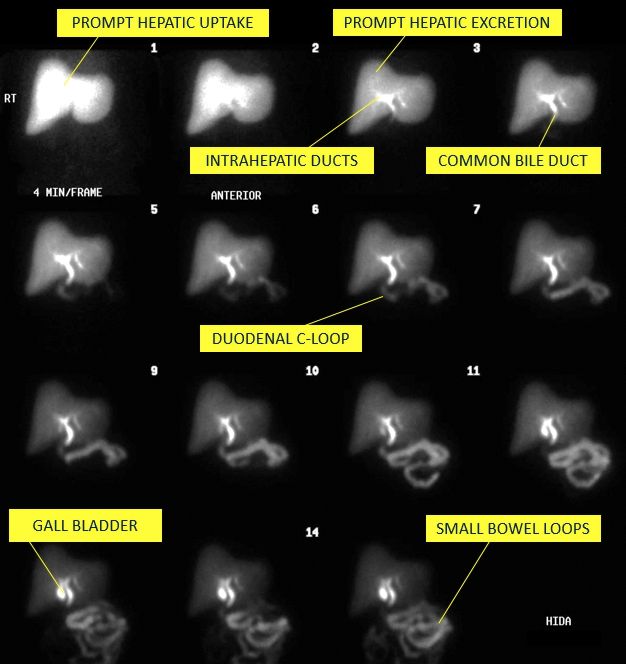 PROMPT HEPATIC UPTAKE
PROMPT HEPATIC EXCRETION
1
2
3
RT
INTRAHEPATIC DUCTS
COMMON BILE DUCT
4 MIN/FRAME
ANTERIOR
5
6
7
DUODENAL C-LOOP
9
10
11
GALL BLADDER
SMALL BOWEL LOOPS
14
HIDA